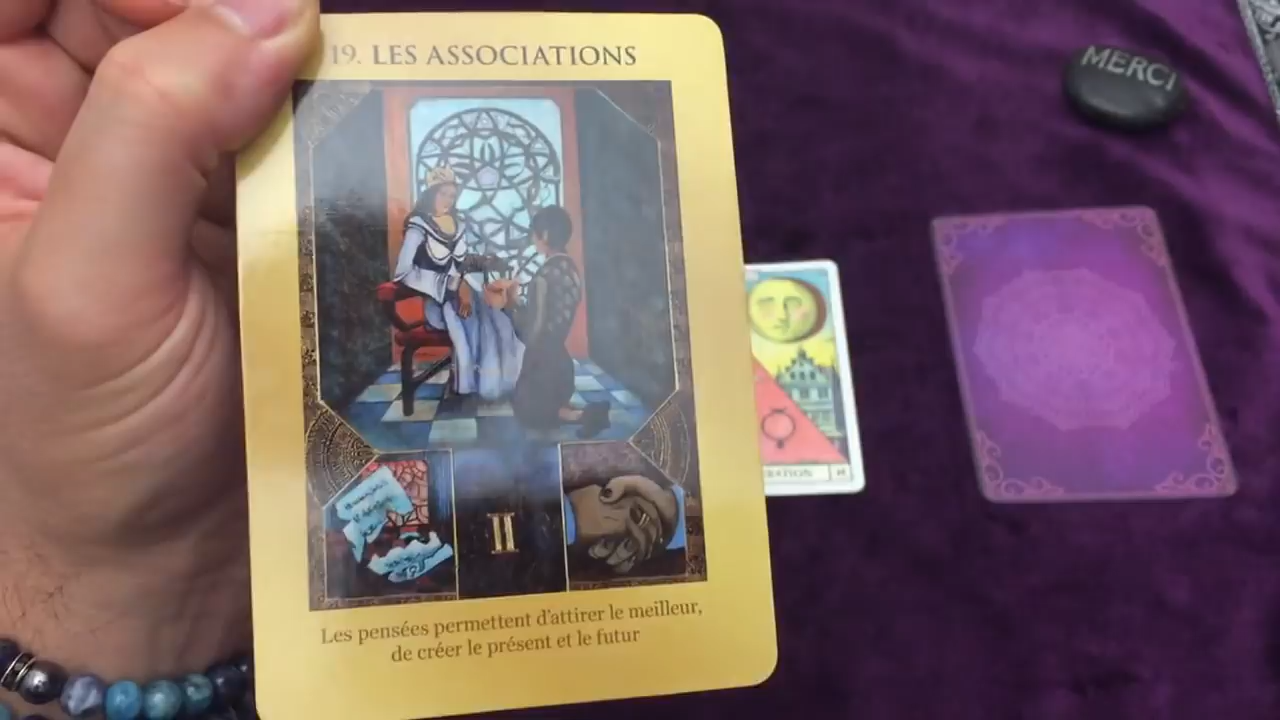 19. LES ASSOCIATIONS
MERCI
II
Les pensées permettent d'attirer le meilleur,
de créer le présent et le futur